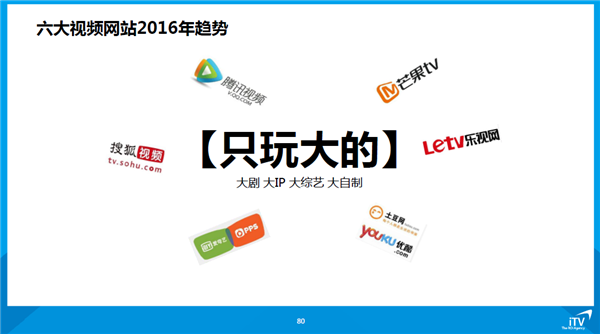 六大视频网站2016年趋势
腾讯视频
V.QQ.COM
芒果tv
搜狐视频
tv.sohu.com
【只玩大的】
Letv乐视网
大剧 大IP 大综艺 大自制
爱奇艺
PPS
土豆网
YOUKU优酷
.com
80
iTV